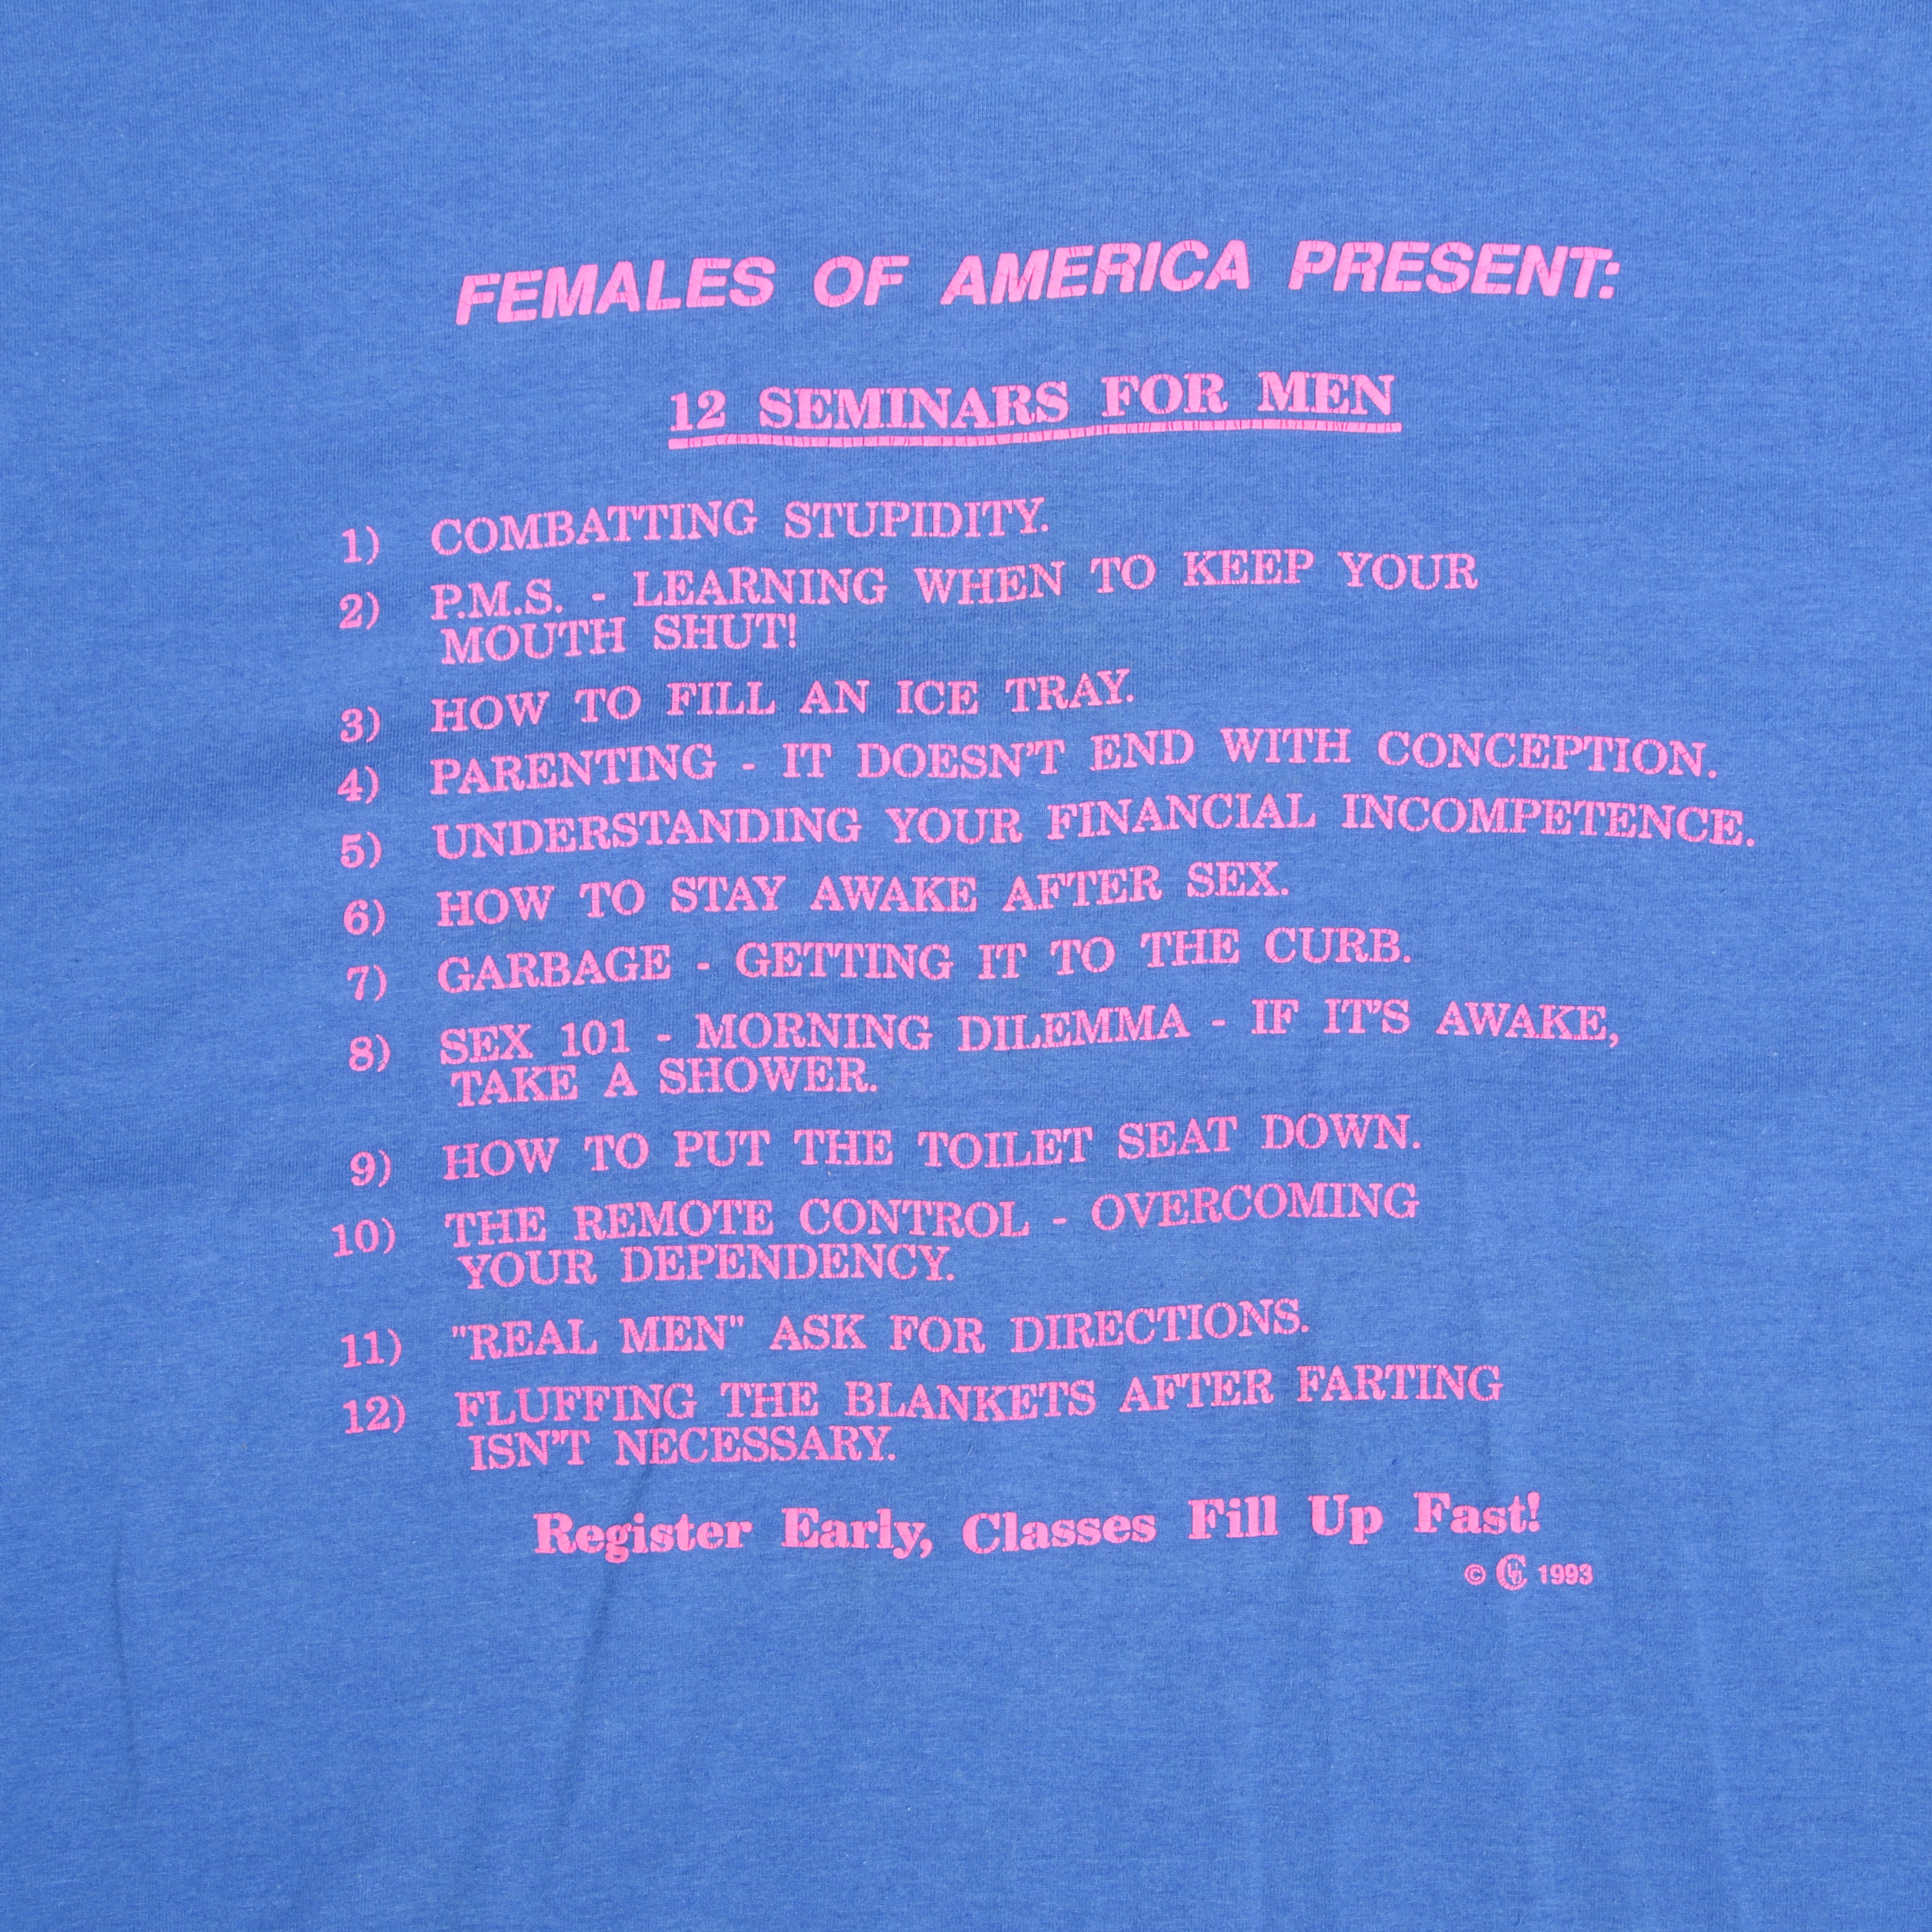 FEMALES OF AMERICA PRESENT:
12 SEMINARS FOR MEN
1) COMBATTING STUPIDITY.
2) P.M.S. - LEARNING WHEN TO KEEP YOUR
MOUTH SHUT!
3) HOW TO FILL AN ICE TRAY.
4) PARENTING - IT DOESN'T END WITH CONCEPTION.
5) UNDERSTANDING YOUR FINANCIAL INCOMPETENCE.
6) HOW TO STAY AWAKE AFTER SEX.
7) GARBAGE - GETTING IT TO THE CURB.
8) SEX 101 - MORNING DILEMMA - IF IT'S AWAKE,
TAKE A SHOWER.
9) HOW TO PUT THE TOILET SEAT DOWN.
10) THE REMOTE CONTROL - OVERCOMING
YOUR DEPENDENCY.
11) "REAL MEN" ASK FOR DIRECTIONS.
12) FLUFFING THE BLANKETS AFTER FARTING
ISN'T NECESSARY.
Register Early, Classes Fill Up Fast!
© 1993